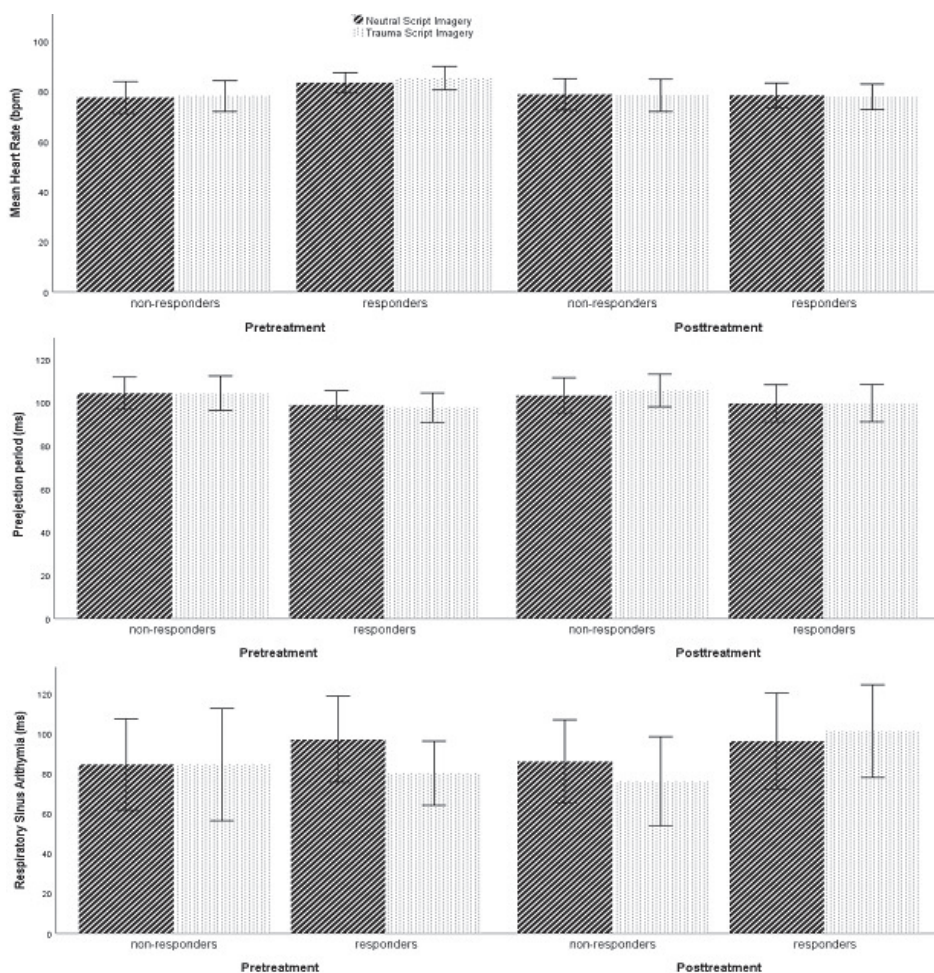 Neutral Script Imagery
Trauma Script Imagery
Mean Heart Rate (bpm)
100
80
60
40
20
0
non-responders responders non-responders responders
Pretreatment Posttreatment
Preejection period (ms)
120
100
80
60
40
20
0
non-responders responders non-responders responders
Pretreatment Posttreatment
Respiratory Sinus Arithymia (ms)
120
100
80
60
40
20
0
non-responders responders non-responders responders
Pretreatment Posttreatment